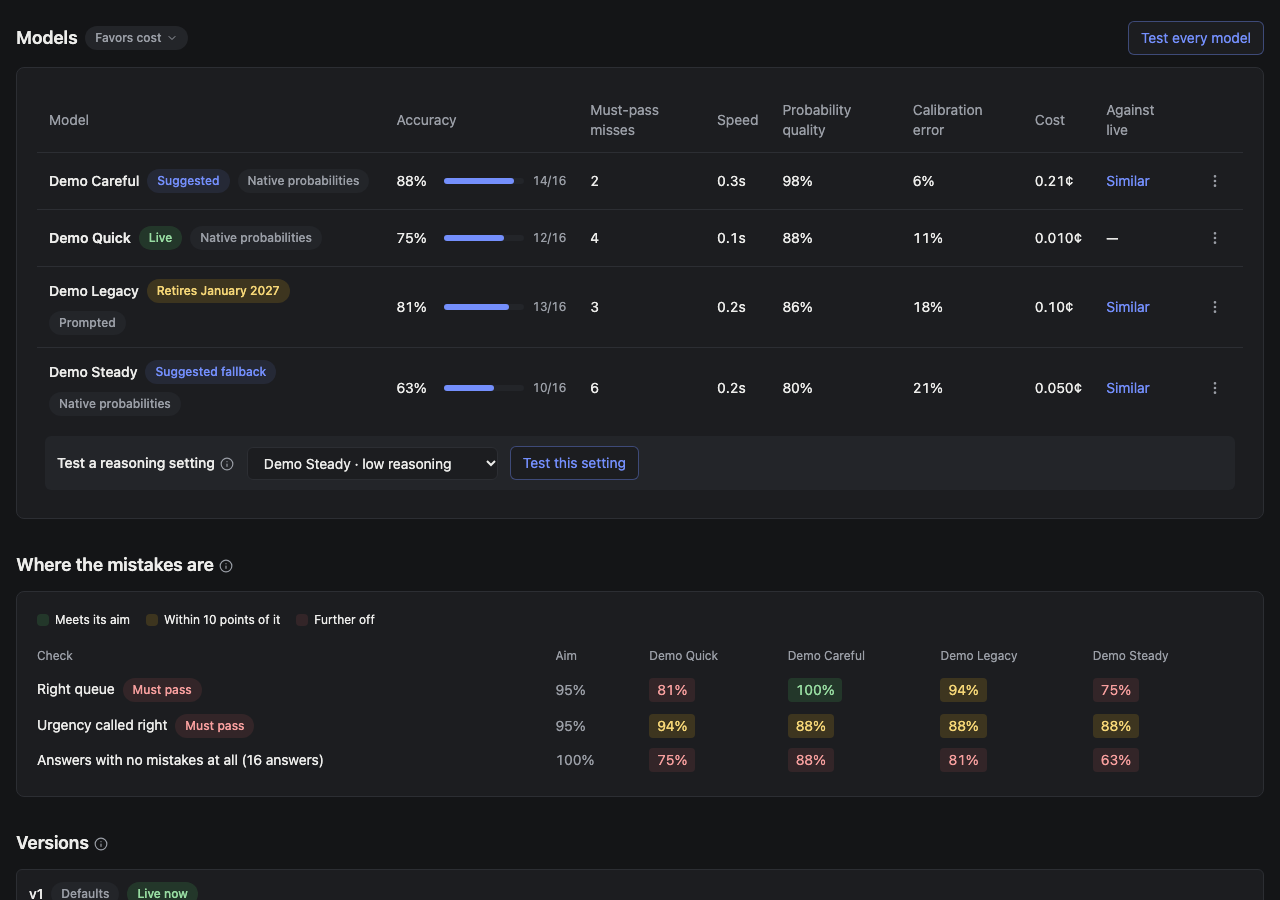 Models Favors cost
Test every model
Model Accuracy Must-pass misses Speed Probability quality Calibration error Cost Against live
Demo Careful Suggested Native probabilities 88% 14/16 2 0.3s 98% 6% 0.21¢ Similar
Demo Quick Live Native probabilities 75% 12/16 4 0.1s 88% 11% 0.010¢ —
Demo Legacy Retires January 2027
Prompted
81% 13/16 3 0.2s 86% 18% 0.10¢ Similar
Demo Steady Suggested fallback
Native probabilities
63% 10/16 6 0.2s 80% 21% 0.050¢ Similar
Test a reasoning setting Demo Steady · low reasoning Test this setting
Where the mistakes are
Meets its aim Within 10 points of it Further off
Check Aim Demo Quick Demo Careful Demo Legacy Demo Steady
Right queue Must pass 95% 81% 100% 94% 75%
Urgency called right Must pass 95% 94% 88% 88% 88%
Answers with no mistakes at all (16 answers) 100% 75% 88% 81% 63%
Versions
v1 Defaults Live now